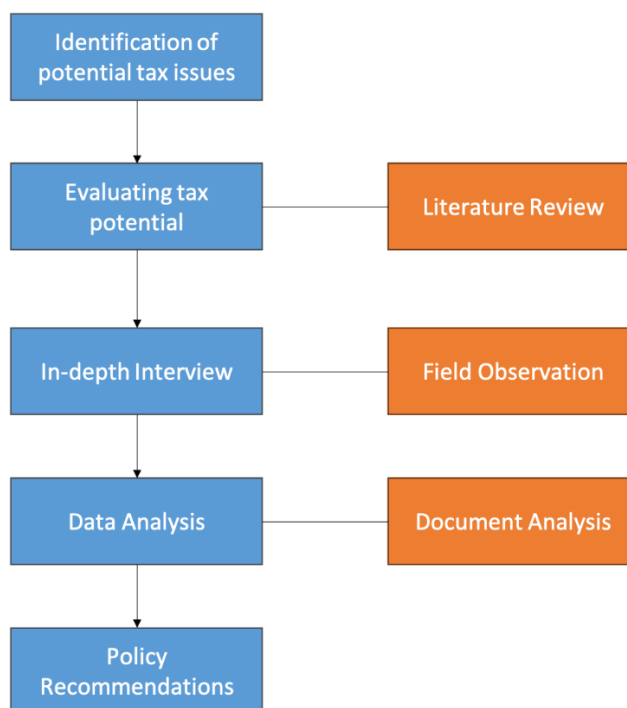 Identification of
potential tax issues
Evaluating tax
potential
Literature Review
In-depth Interview
Field Observation
Data Analysis
Document Analysis
Policy
Recommendations